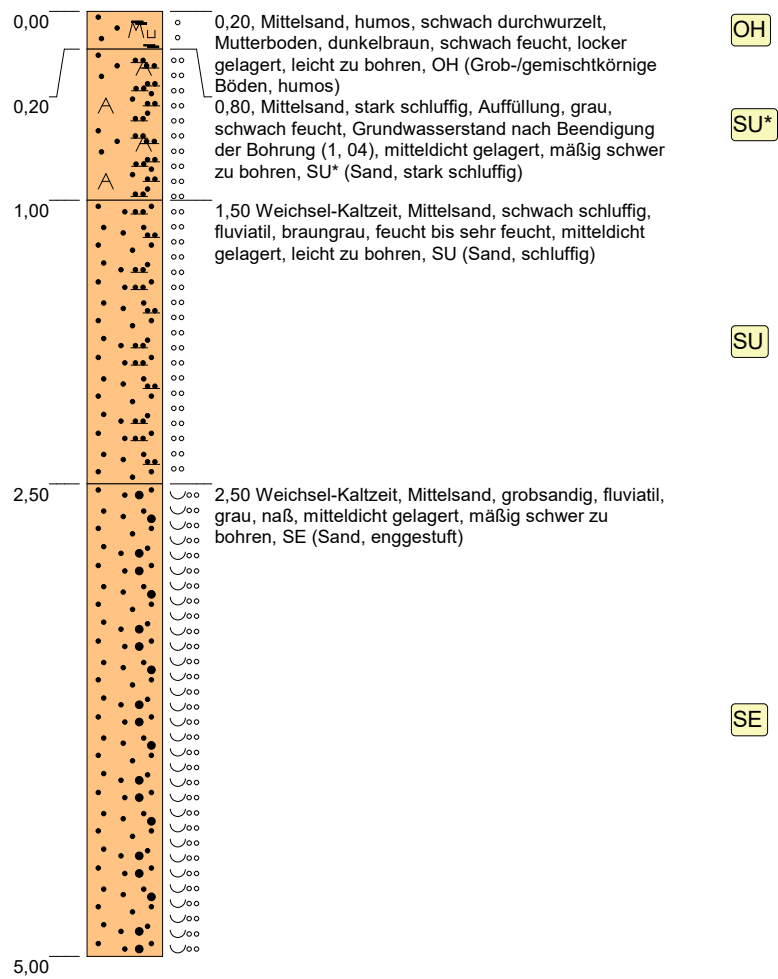 0,00
0,20, Mittelsand, humos, schwach durchwurzelt,
Mutterboden, dunkelbraun, schwach feucht, locker
gelagert, leicht zu bohren, OH (Grob-/gemischtkörnige
Böden, humos)
OH
0,20
0,80, Mittelsand, stark schluffig, Auffüllung, grau,
schwach feucht, Grundwasserstand nach Beendigung
der Bohrung (1, 04), mitteldicht gelagert, mäßig schwer
zu bohren, SU* (Sand, stark schluffig)
SU*
1,00
1,50 Weichsel-Kaltzeit, Mittelsand, schwach schluffig,
fluviatil, braungrau, feucht bis sehr feucht, mitteldicht
gelagert, leicht zu bohren, SU (Sand, schluffig)
SU
2,50
2,50 Weichsel-Kaltzeit, Mittelsand, grobsandig, fluviatil,
grau, naß, mitteldicht gelagert, mäßig schwer zu
bohren, SE (Sand, enggestuft)
SE
5,00